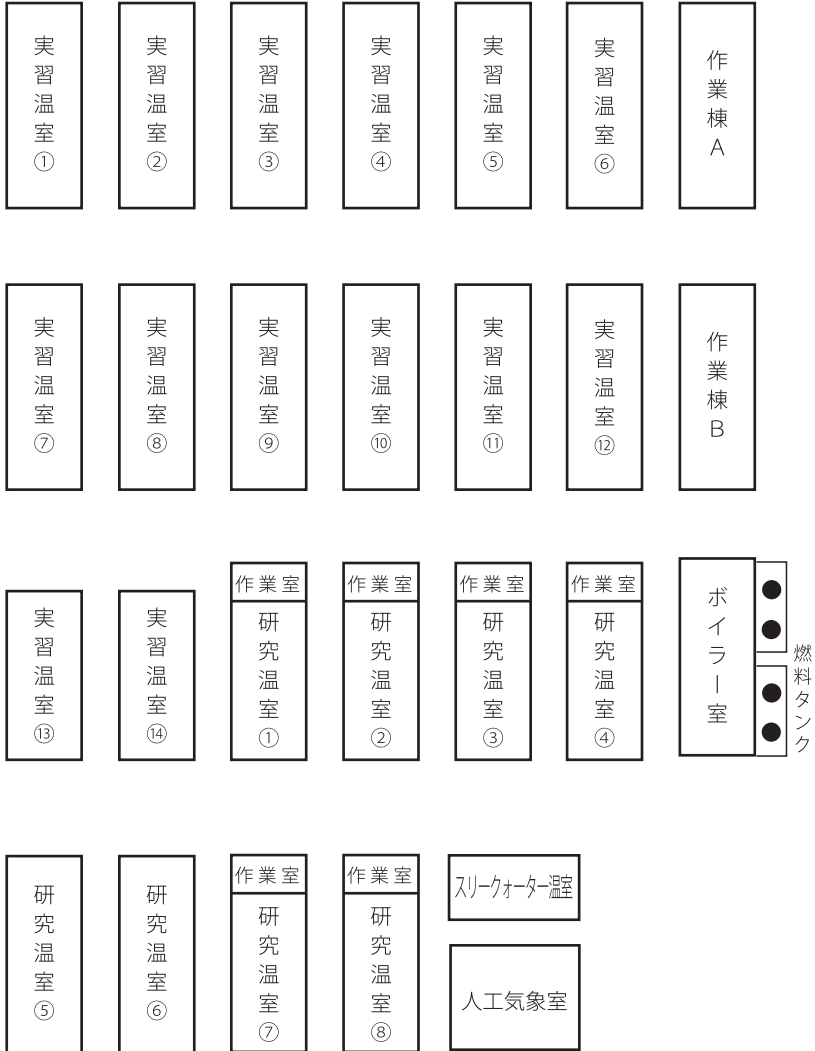 実習温室①
実習温室②
実習温室③
実習温室④
実習温室⑤
実習温室⑥
作業棟A
実習温室⑦
実習温室⑧
実習温室⑨
実習温室⑩
実習温室⑪
実習温室⑫
作業棟B
実習温室⑬
実習温室⑭
作業室
研究温室①
作業室
研究温室②
作業室
研究温室③
作業室
研究温室④
ボイラー室
燃料タンク
研究温室⑤
研究温室⑥
作業室
研究温室⑦
作業室
研究温室⑧
スリークォーター温室
人工気象室